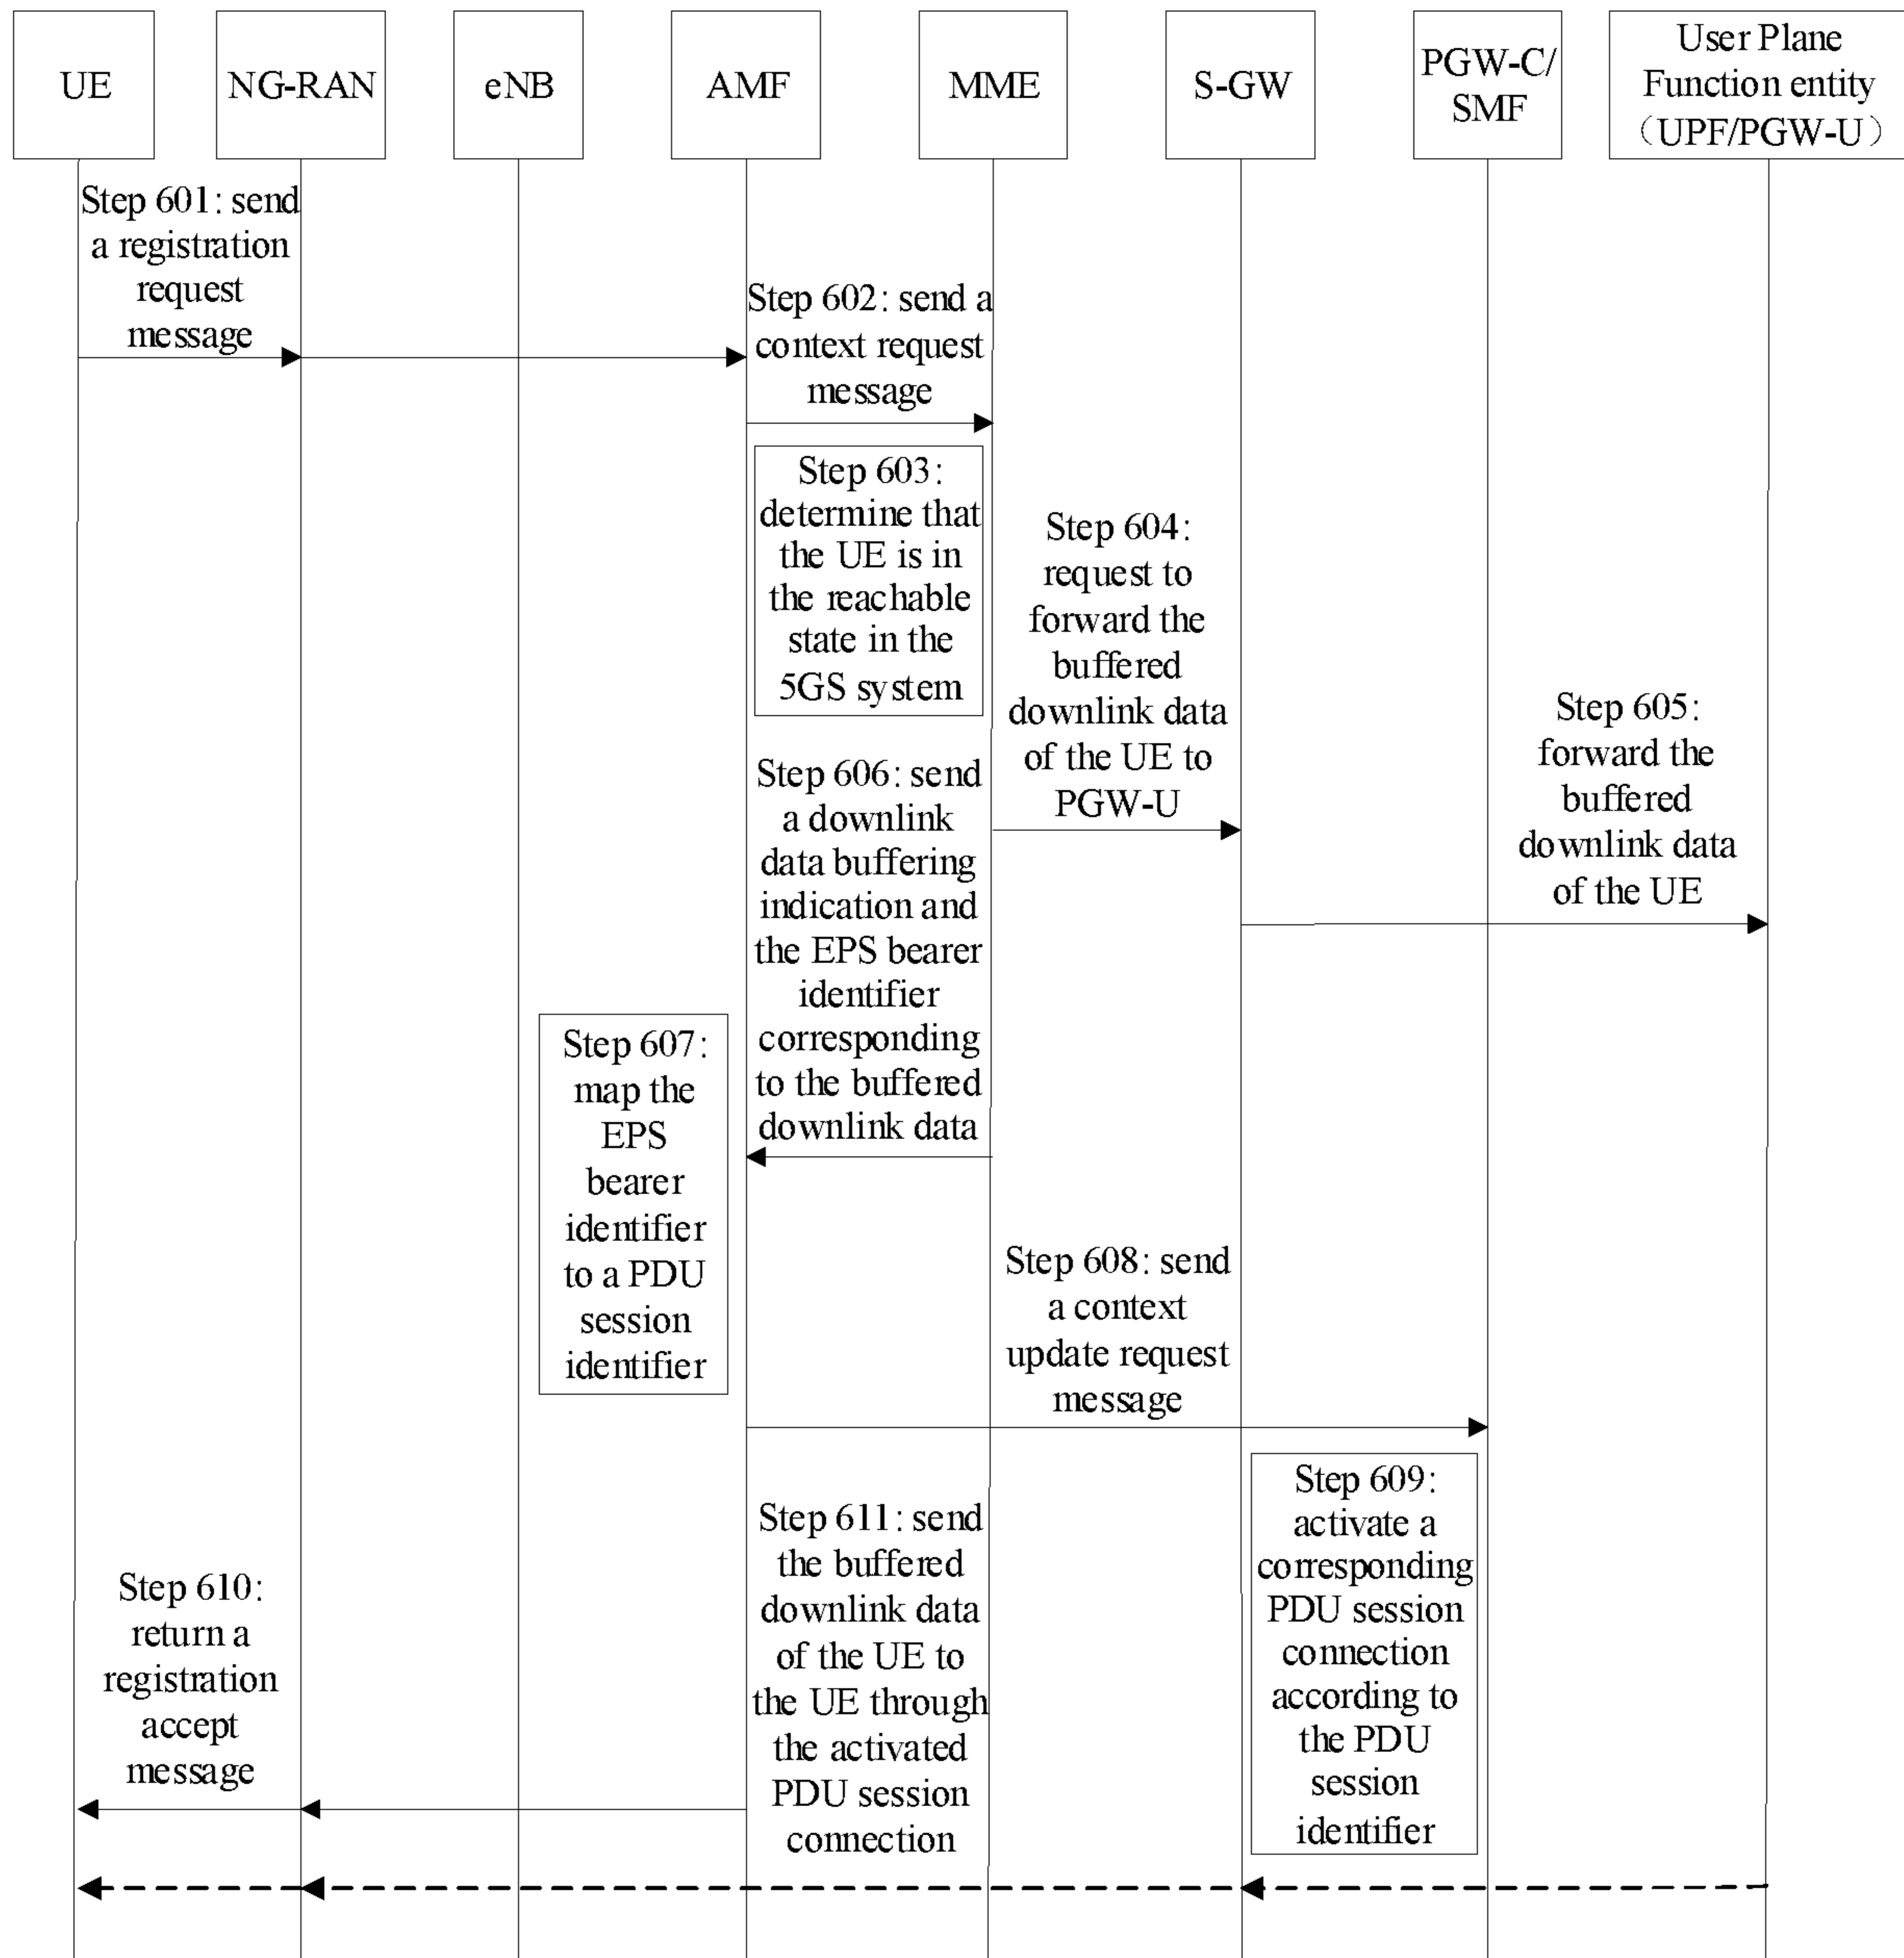 UE
NG-RAN
eNB
AMF
MME
S-GW
PGW-C/
SMF
User Plane
Function entity
（UPF/PGW-U）
Step 601: send
a registration
request
message
Step 602: send a
context request
message
Step 603:
determine that
the UE is in
the reachable
state in the
5GS system
Step 604:
request to
forward the
buffered
downlink data
of the UE to
PGW-U
Step 605:
forward the
buffered
downlink data
of the UE
Step 606: send
a downlink
data buffering
indication and
the EPS bearer
identifier
corresponding
to the buffered
downlink data
Step 607:
map the
EPS
bearer
identifier
to a PDU
session
identifier
Step 608: send
a context
update request
message
Step 609:
activate a
corresponding
PDU session
connection
according to
the PDU
session
identifier
Step 610:
return a
registration
accept
message
Step 611: send
the buffered
downlink data
of the UE to
the UE through
the activated
PDU session
connection